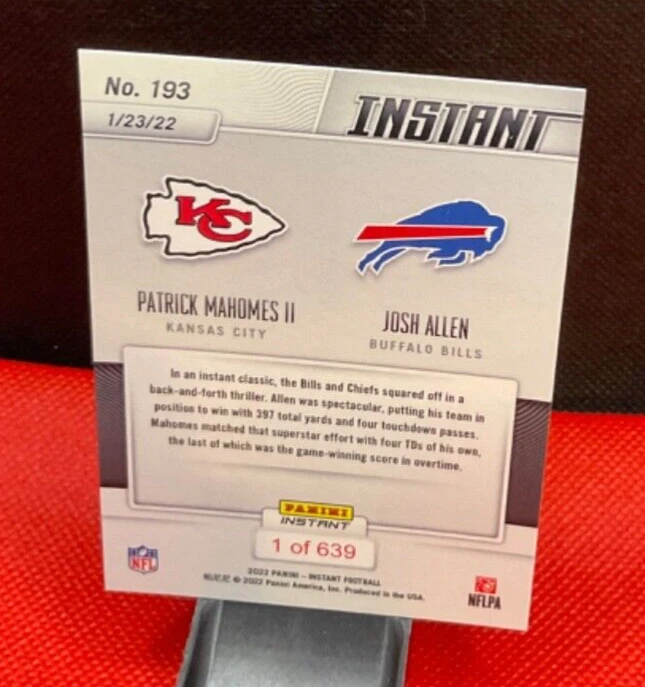 No. 193
1/23/22
INSTANT
KC
PATRICK MAHOMES II
KANSAS CITY
JOSH ALLEN
BUFFALO BILLS
In an instant classic, the Bills and Chiefs squared off in a
back-and-forth thriller. Allen was spectacular, putting his team in
position to win with 397 total yards and four touchdown passes.
Mahomes matched that superstar effort with four TDs of his own,
the last of which was the game-winning score in overtime.
PANINI
INSTANT
1 of 639
NFL
2022 PANINI – INSTANT FOOTBALL
© 2022 Panini America, Inc. Produced in the USA.
NFLPA